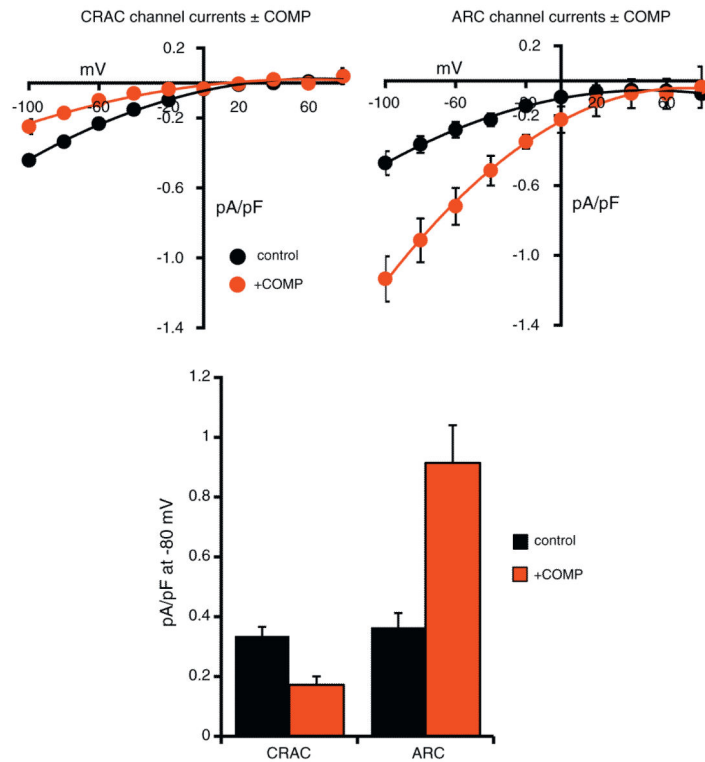 CRAC channel currents ± COMP
0.2
mV
-100
-60
20
60
-0.2
-0.6
pA/pF
-1.0
-1.4
control
+COMP
ARC channel currents ± COMP
0.2
mV
-100
-60
20
60
-0.2
-0.6
pA/pF
-1.0
-1.4
1.2
1
0.8
0.6
0.4
0.2
0
pA/pF at -80 mV
control
+COMP
CRAC
ARC